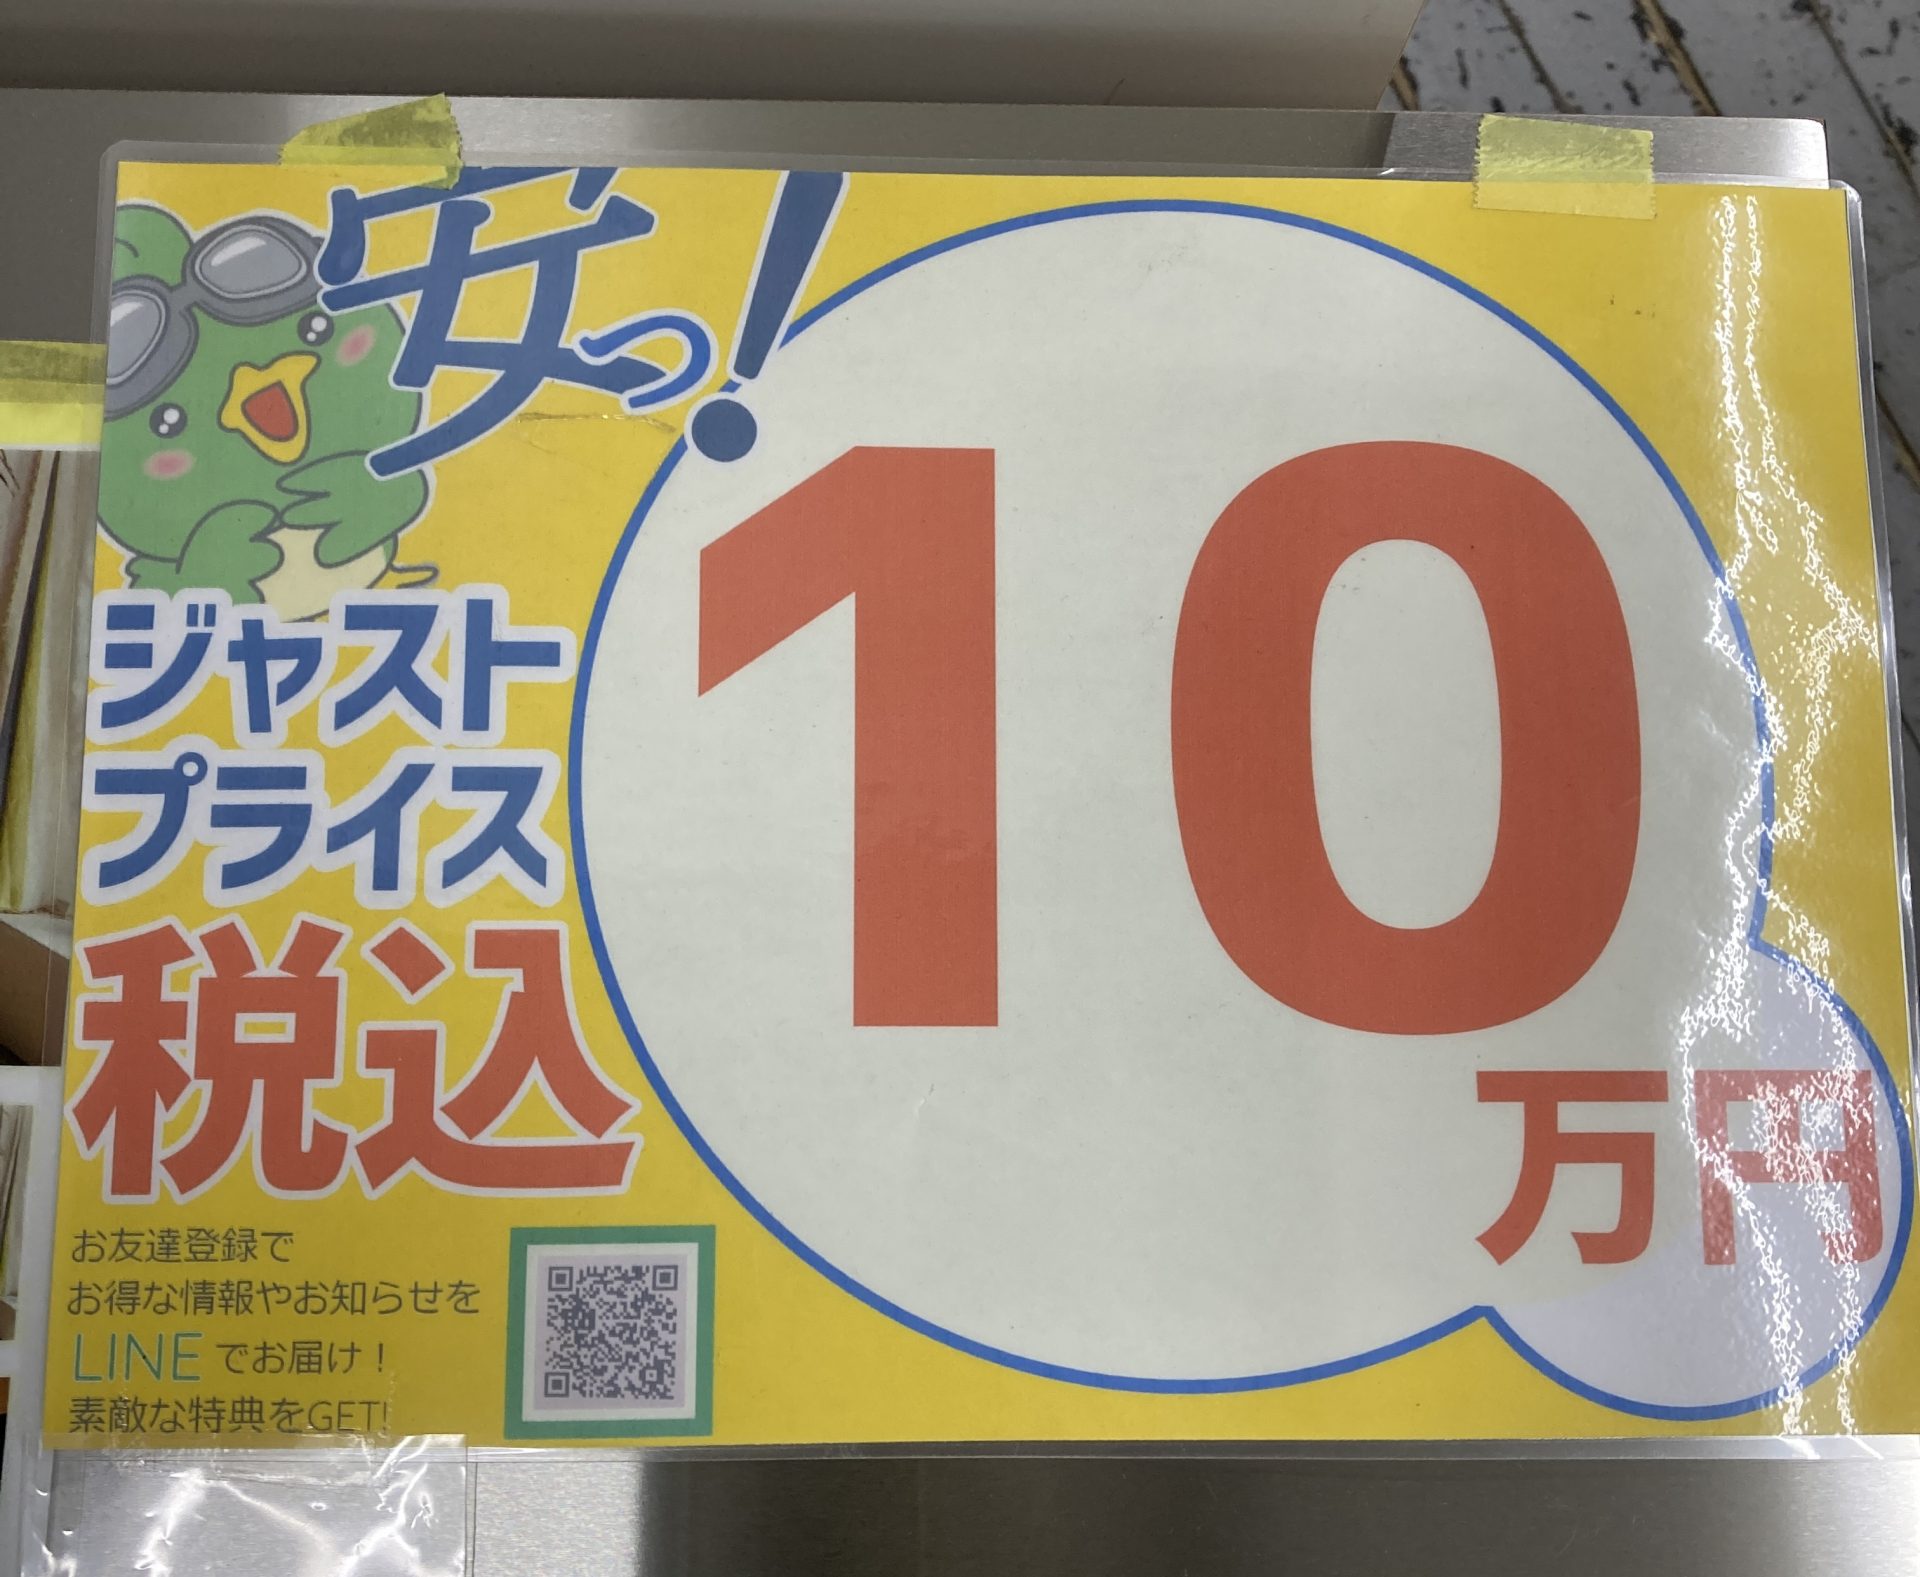 安っ!
ジャスト
プライス
税込
10
万円
お友達登録で
お得な情報やお知らせを
LINEでお届け!
素敵な特典をGET!